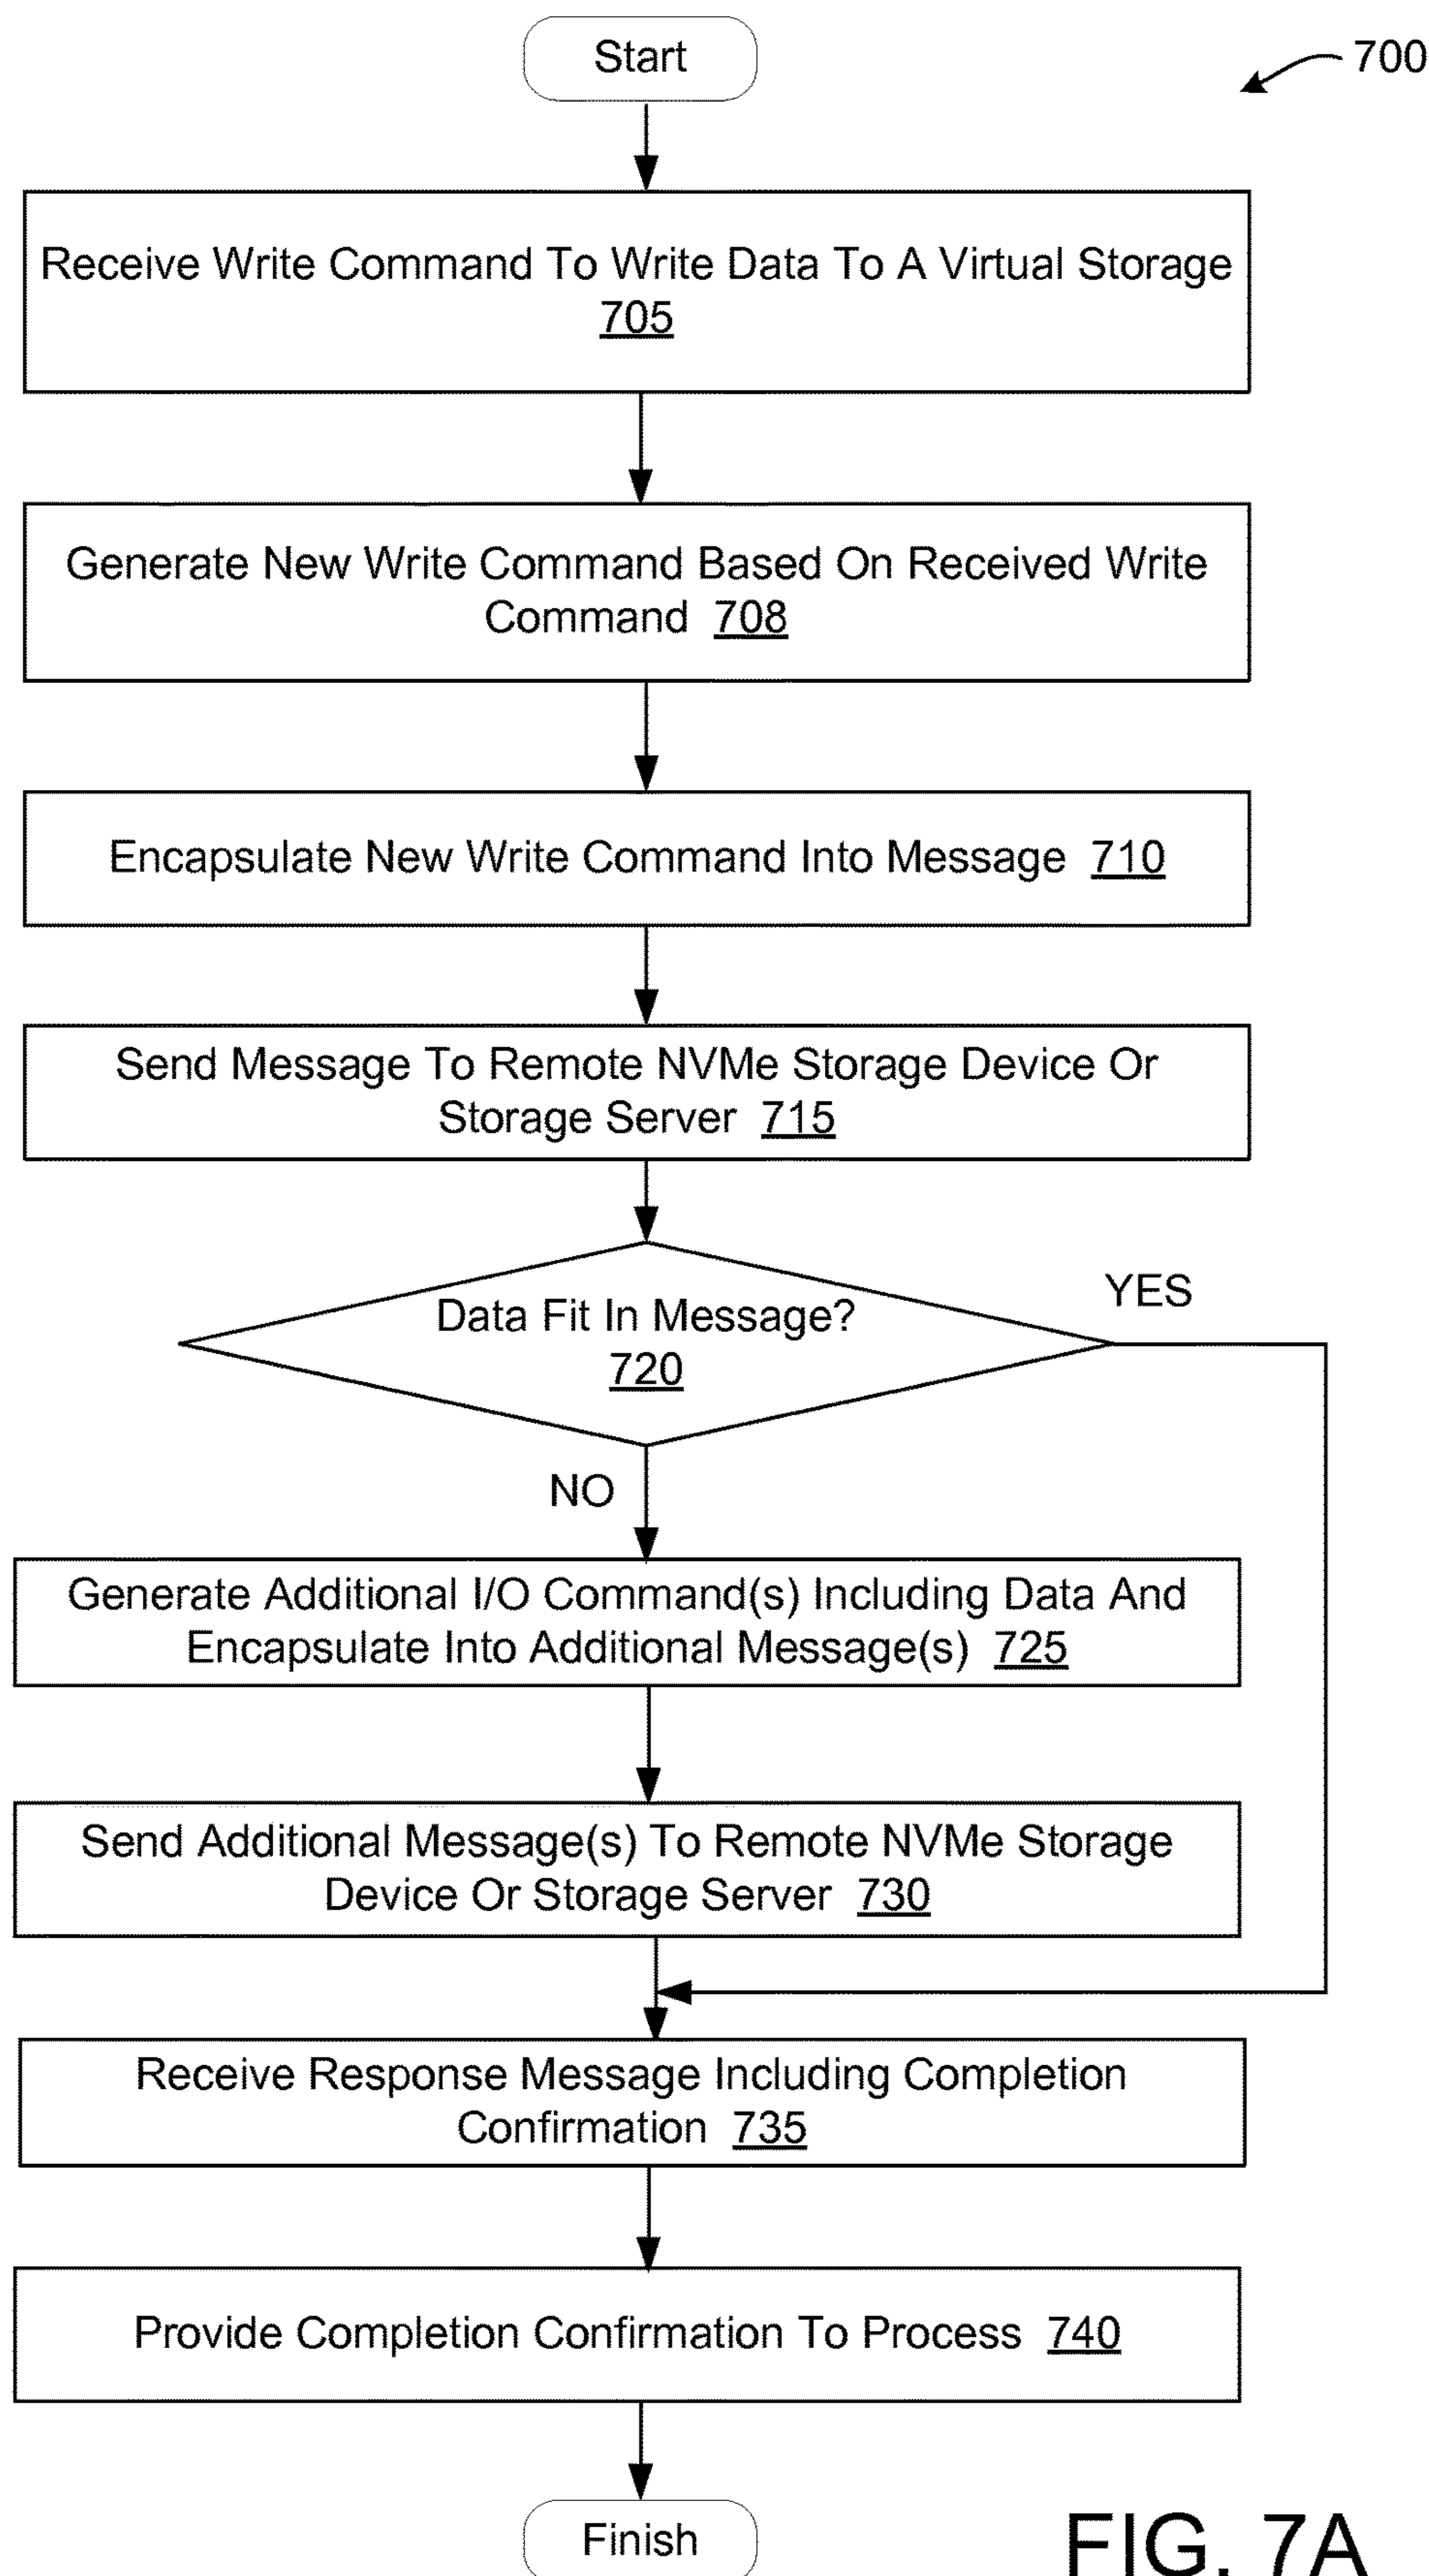 Start
700
Receive Write Command To Write Data To A Virtual Storage
705
Generate New Write Command Based On Received Write
Command 708
Encapsulate New Write Command Into Message 710
Send Message To Remote NVMe Storage Device Or
Storage Server 715
YES
Data Fit In Message?
720
NO
Generate Additional I/O Command(s) Including Data And
Encapsulate Into Additional Message(s) 725
Send Additional Message(s) To Remote NVMe Storage
Device Or Storage Server 730
Receive Response Message Including Completion
Confirmation 735
Provide Completion Confirmation To Process 740
Finish
FIG. 7A